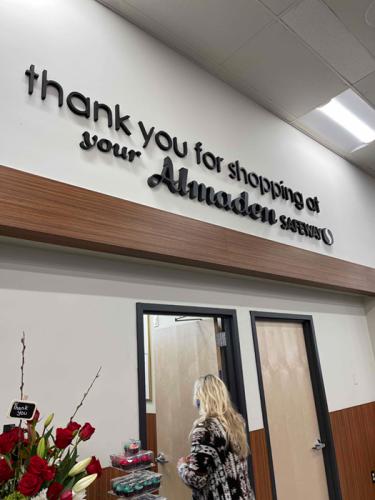 thank you for shopping at
your Almaden SAFEWAY
thank
you